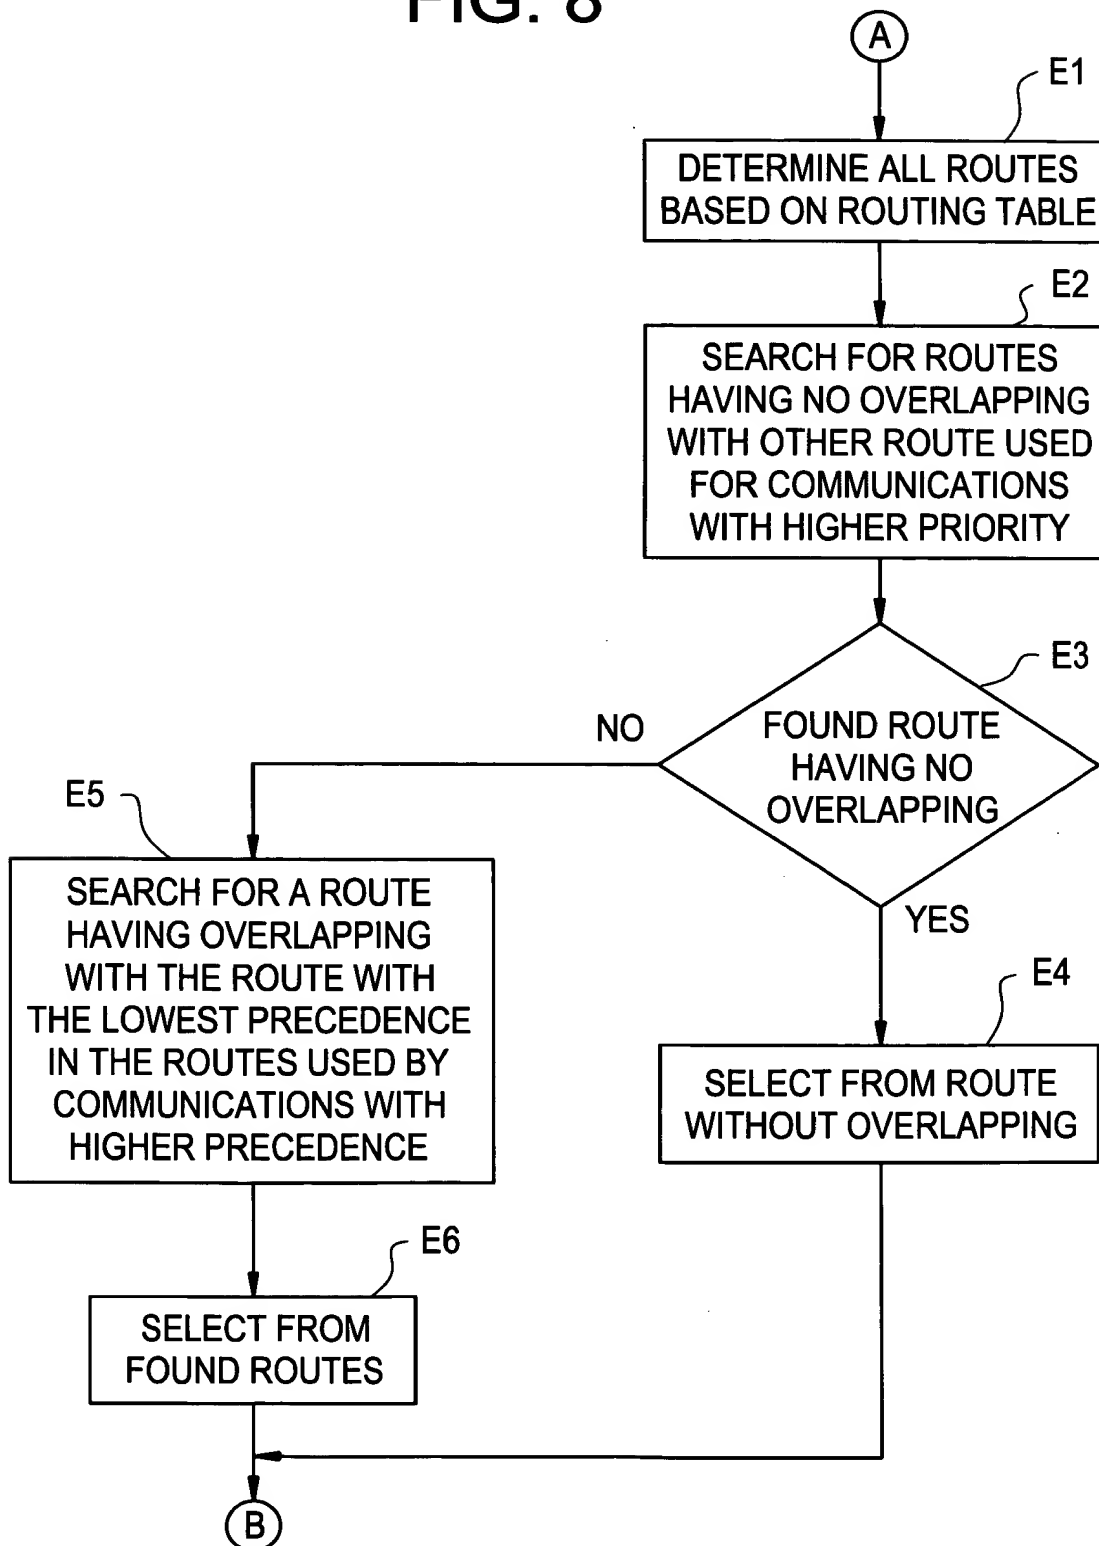 FIG. 8
A
E1
DETERMINE ALL ROUTES
BASED ON ROUTING TABLE
E2
SEARCH FOR ROUTES
HAVING NO OVERLAPPING
WITH OTHER ROUTE USED
FOR COMMUNICATIONS
WITH HIGHER PRIORITY
E3
FOUND ROUTE
HAVING NO
OVERLAPPING
NO
YES
E5
SEARCH FOR A ROUTE
HAVING OVERLAPPING
WITH THE ROUTE WITH
THE LOWEST PRECEDENCE
IN THE ROUTES USED BY
COMMUNICATIONS WITH
HIGHER PRECEDENCE
E4
SELECT FROM ROUTE
WITHOUT OVERLAPPING
E6
SELECT FROM
FOUND ROUTES
B